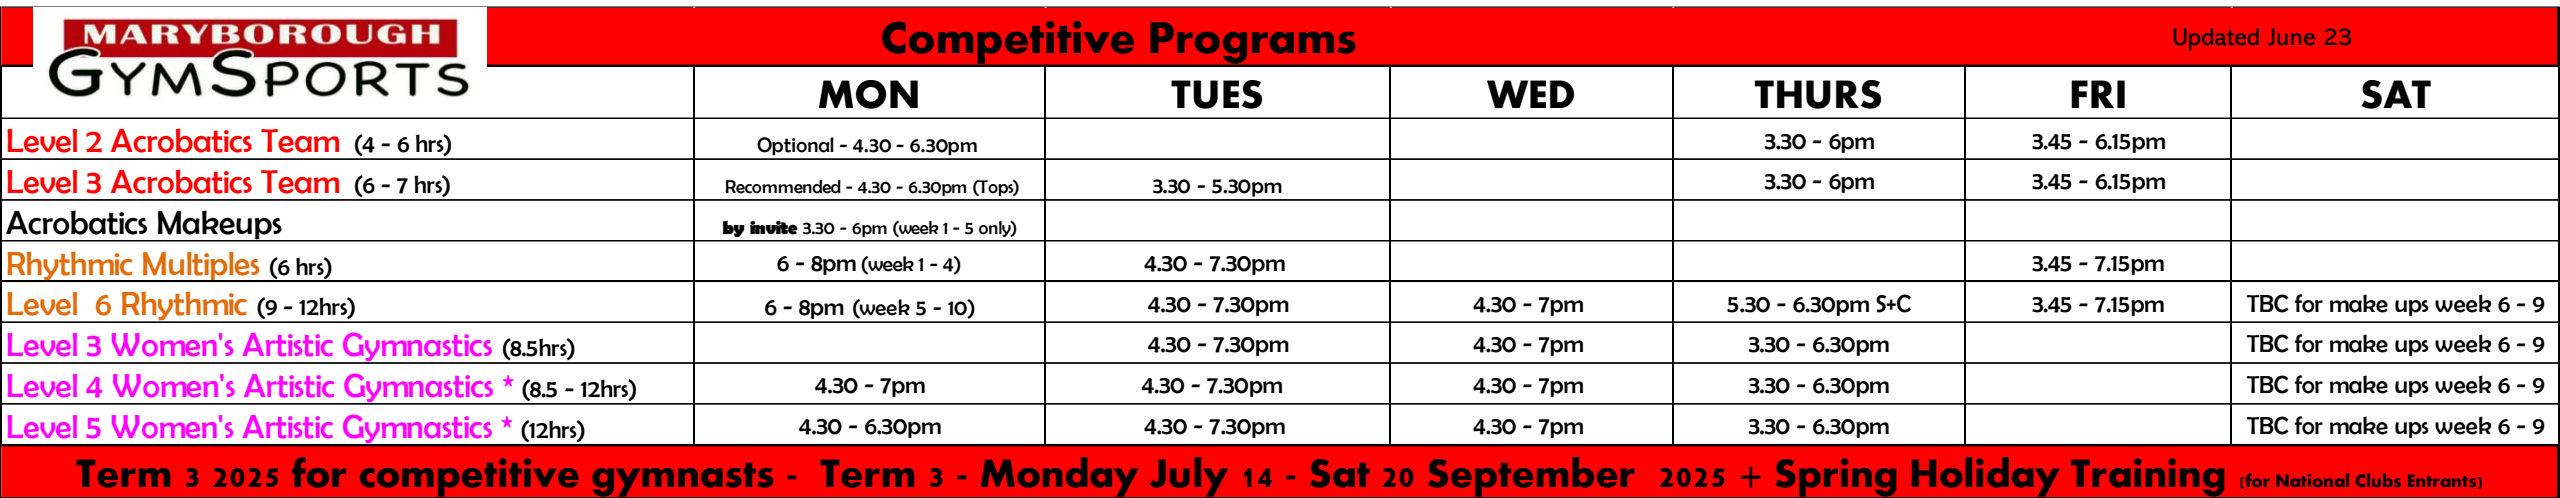 MARYBOROUGH
GYMSPORTS
Competitive Programs
Updated June 23
MON TUES WED THURS FRI SAT
Level 2 Acrobatics Team (4 - 6 hrs) Optional - 4.30 - 6.30pm 3.30 - 6pm 3.45 - 6.15pm
Level 3 Acrobatics Team (6 - 7 hrs) Recommended - 4.30 - 6.30pm (Tops) 3.30 - 5.30pm 3.30 - 6pm 3.45 - 6.15pm
Acrobatics Makeups by invite 3.30 - 6pm (week 1 - 5 only)
Rhythmic Multiples (6 hrs) 6 - 8pm (week 1 - 4) 4.30 - 7.30pm 3.45 - 7.15pm
Level 6 Rhythmic (9 - 12hrs) 6 - 8pm (week 5 - 10) 4.30 - 7.30pm 4.30 - 7pm 5.30 - 6.30pm S+C 3.45 - 7.15pm TBC for make ups week 6 - 9
Level 3 Women's Artistic Gymnastics (8.5hrs) 4.30 - 7.30pm 4.30 - 7pm 3.30 - 6.30pm TBC for make ups week 6 - 9
Level 4 Women's Artistic Gymnastics * (8.5 - 12hrs) 4.30 - 7pm 4.30 - 7.30pm 4.30 - 7pm 3.30 - 6.30pm TBC for make ups week 6 - 9
Level 5 Women's Artistic Gymnastics * (12hrs) 4.30 - 6.30pm 4.30 - 7.30pm 4.30 - 7pm 3.30 - 6.30pm TBC for make ups week 6 - 9
Term 3 2025 for competitive gymnasts - Term 3 - Monday July 14 - Sat 20 September 2025 + Spring Holiday Training (for National Clubs Entrants)